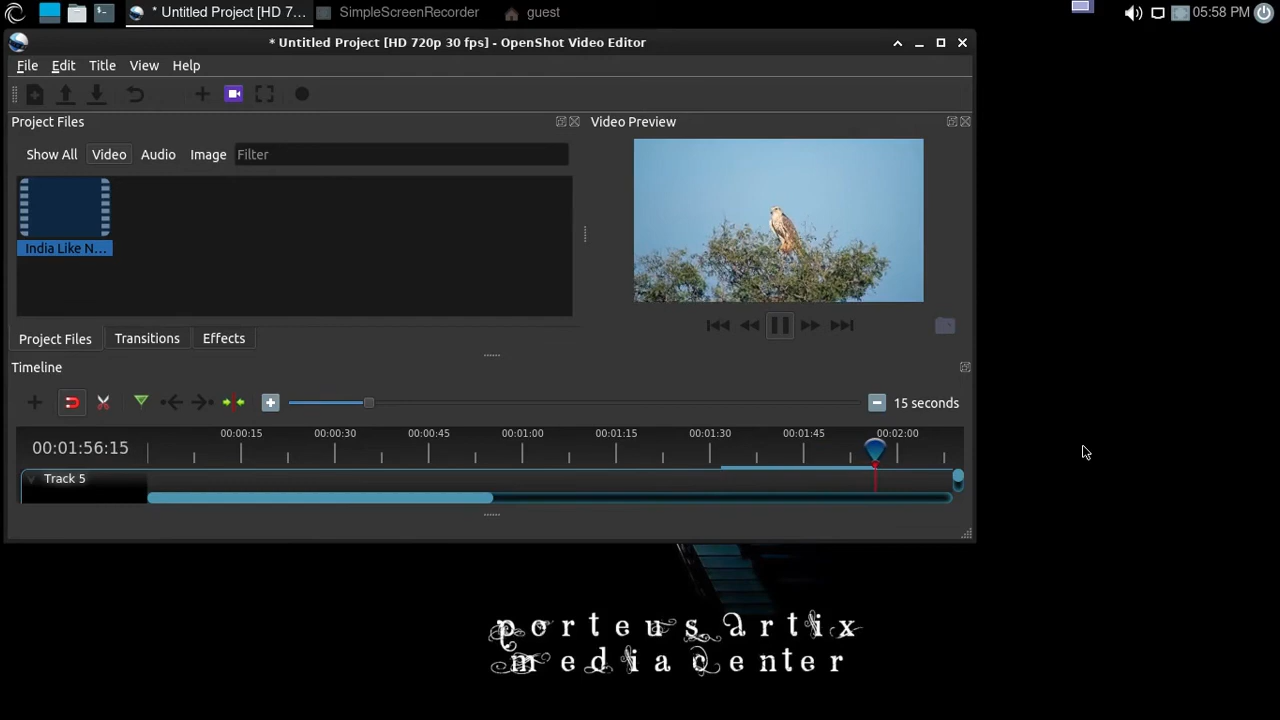 * Untitled Project [HD 7... SimpleScreenRecorder guest 05:58 PM
* Untitled Project [HD 720p 30 fps] - OpenShot Video Editor
File Edit Title View Help
Project Files
Video Preview
Show All Video Audio Image Filter
India Like N...
Project Files Transitions Effects
Timeline
15 seconds
00:01:56:15
00:00:15 00:00:30 00:00:45 00:01:00 00:01:15 00:01:30 00:01:45 00:02:00
Track 5
porteus artix
media center